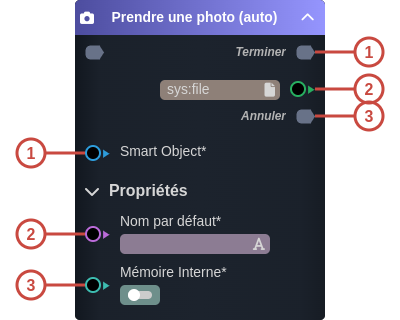 Prendre une photo (auto)
Terminer 1
sys:file 2
Annuler 3
1 Smart Object*
Propriétés
Nom par défaut*
2 A
Mémoire Interne*
3